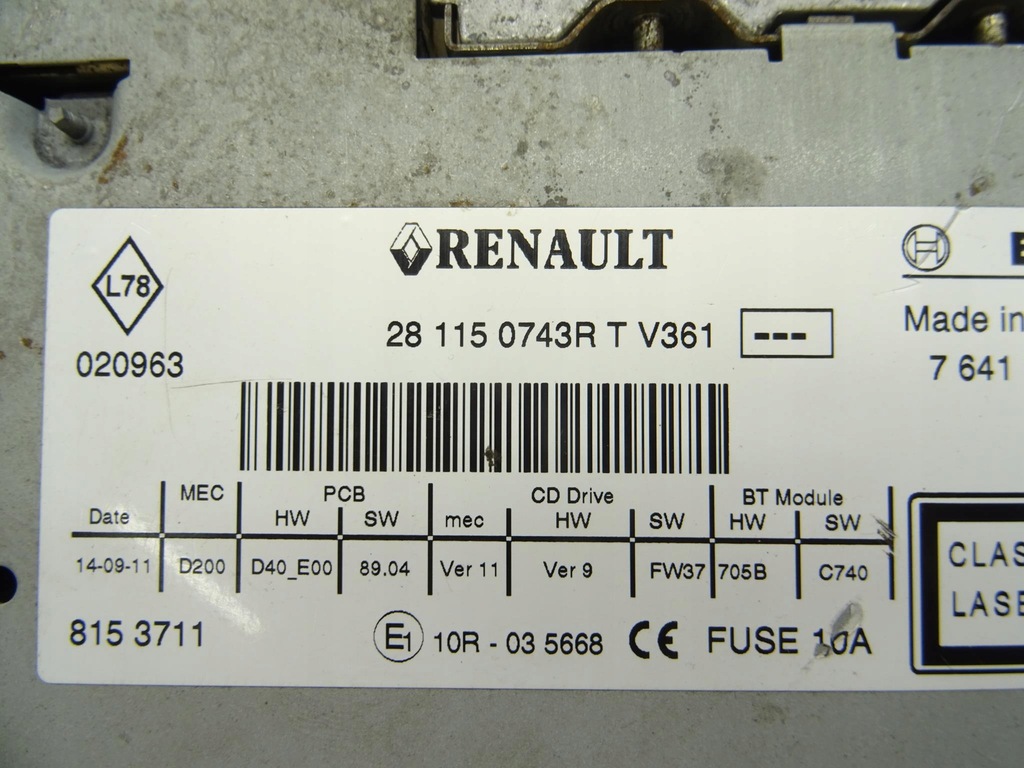 L78
020963
RENAULT
28 115 0743R T V361 ---
Made in
7 641
MEC PCB CD Drive BT Module
Date HW SW mec HW SW HW SW
14-09-11 D200 D40_E00 89.04 Ver 11 Ver 9 FW37 705B C740
815 3711
E1 10R - 03 5668 CE FUSE 10A
CLAS
LASE